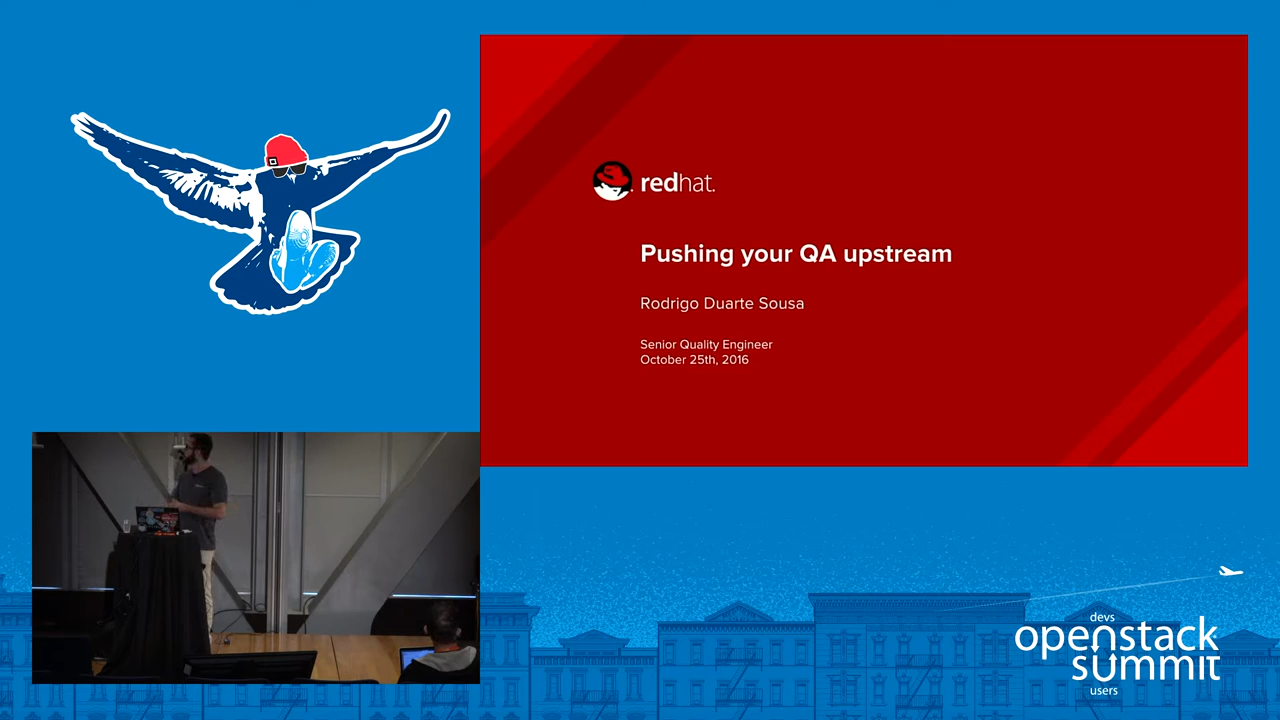 redhat.
Pushing your QA upstream
Rodrigo Duarte Sousa
Senior Quality Engineer
October 25th, 2016
devs
openstack
summit
users